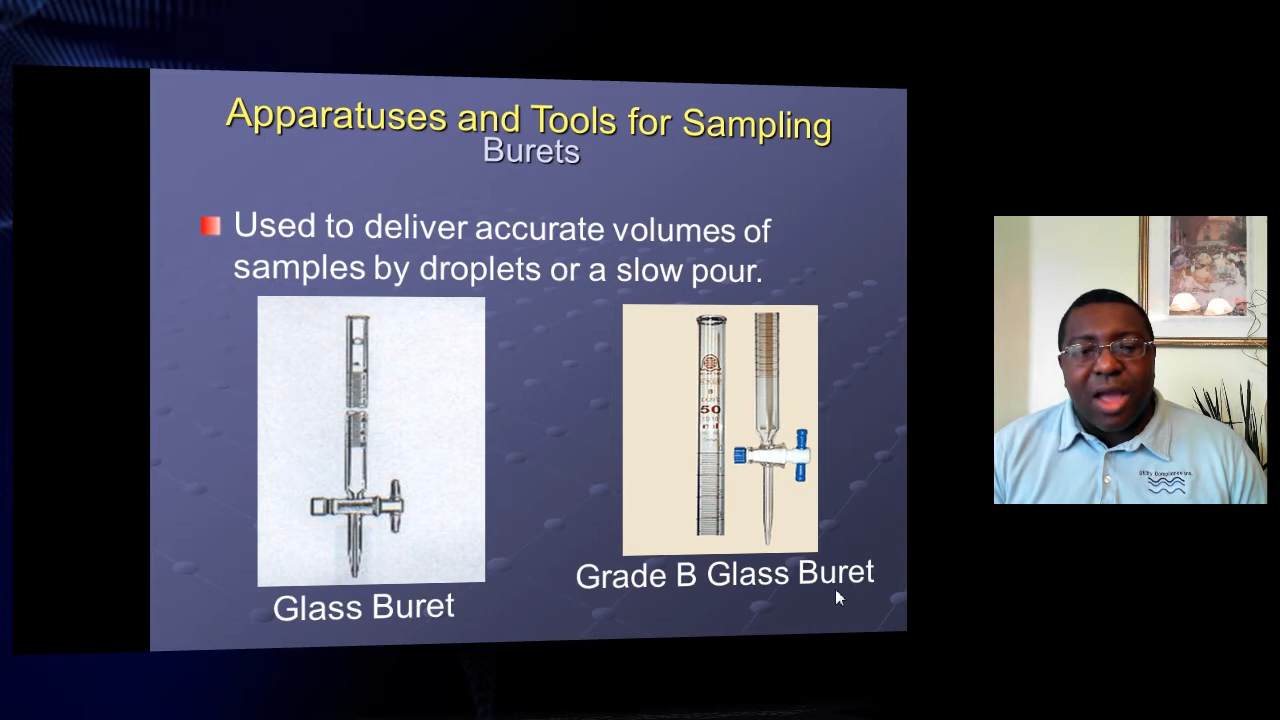 Apparatuses and Tools for Sampling
Burets
Used to deliver accurate volumes of
samples by droplets or a slow pour.
50
ml
Glass Buret
Grade B Glass Buret